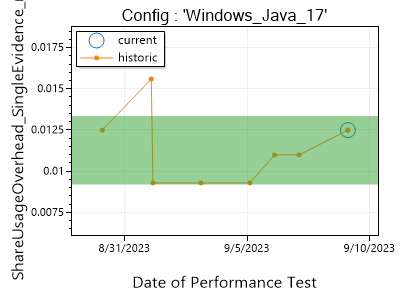 Config : 'Windows_Java_17'
current
historic
0.0175
0.015
0.0125
0.01
0.0075
ShareUsageOverhead_SingleEvidence_
8/31/2023
9/5/2023
9/10/2023
Date of Performance Test